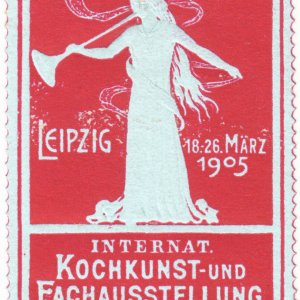 LEIPZIG
18.26. MÄRZ
1905
INTERNAT.
KOCHKUNST-UND
FACHAUSSTELLUNG